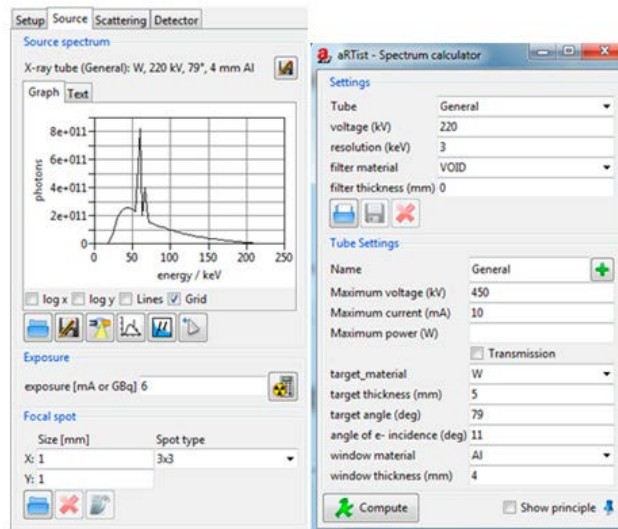 Setup Source Scattering Detector
Source spectrum
X-ray tube (General): W, 220 kV, 79°, 4 mm Al
Graph Text
photons
8e+011
6e+011
4e+011
2e+011
0
0 50 100 150 200 250
energy / keV
log x log y Lines Grid
μ
Exposure
exposure [mA or GBq] 6
Focal spot
Size [mm] Spot type
X: 1 3x3
Y: 1
a aRTist - Spectrum calculator
Settings
Tube General
voltage (kV) 220
resolution (keV) 3
filter material VOID
filter thickness (mm) 0
Tube Settings
Name General
Maximum voltage (kV) 450
Maximum current (mA) 10
Maximum power (W)
Transmission
target_material W
target thickness (mm) 5
target angle (deg) 79
angle of e- incidence (deg) 11
window material Al
window thickness (mm) 4
Compute Show principle